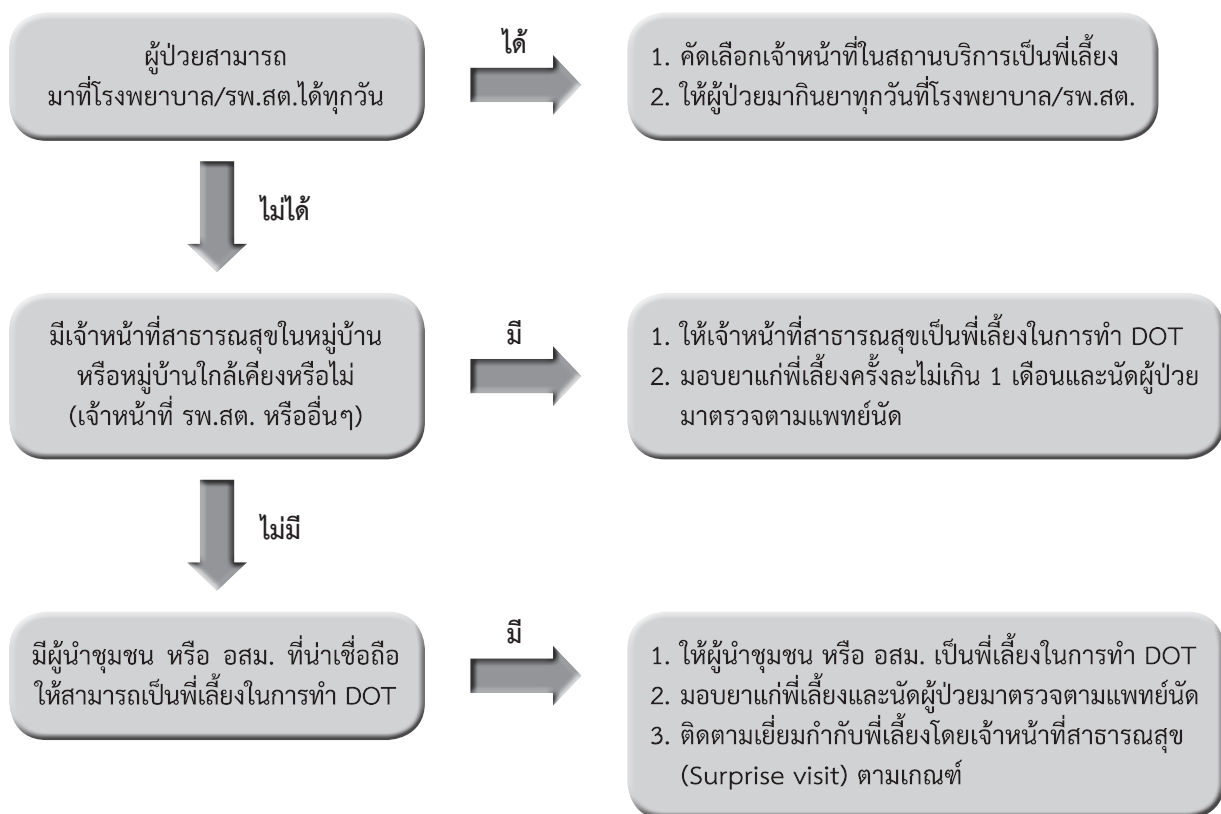 ผู้ป่วยสามารถ
มาที่โรงพยาบาล/รพ.สต.ได้ทุกวัน
ได้
1. คัดเลือกเจ้าหน้าที่ในสถานบริการเป็นพี่เลี้ยง
2. ให้ผู้ป่วยมากินยาทุกวันที่โรงพยาบาล/รพ.สต.
ไม่ได้
มีเจ้าหน้าที่สาธารณสุขในหมู่บ้าน
หรือหมู่บ้านใกล้เคียงหรือไม่
(เจ้าหน้าที่ รพ.สต. หรืออื่นๆ)
มี
1. ให้เจ้าหน้าที่สาธารณสุขเป็นพี่เลี้ยงในการทำ DOT
2. มอบยาแก่พี่เลี้ยงครั้งละไม่เกิน 1 เดือนและนัดผู้ป่วย
มาตรวจตามแพทย์นัด
ไม่มี
มีผู้นำชุมชน หรือ อสม. ที่น่าเชื่อถือ
ให้สามารถเป็นพี่เลี้ยงในการทำ DOT
มี
1. ให้ผู้นำชุมชน หรือ อสม. เป็นพี่เลี้ยงในการทำ DOT
2. มอบยาแก่พี่เลี้ยงและนัดผู้ป่วยมาตรวจตามแพทย์นัด
3. ติดตามเยี่ยมกำกับพี่เลี้ยงโดยเจ้าหน้าที่สาธารณสุข
(Surprise visit) ตามเกณฑ์